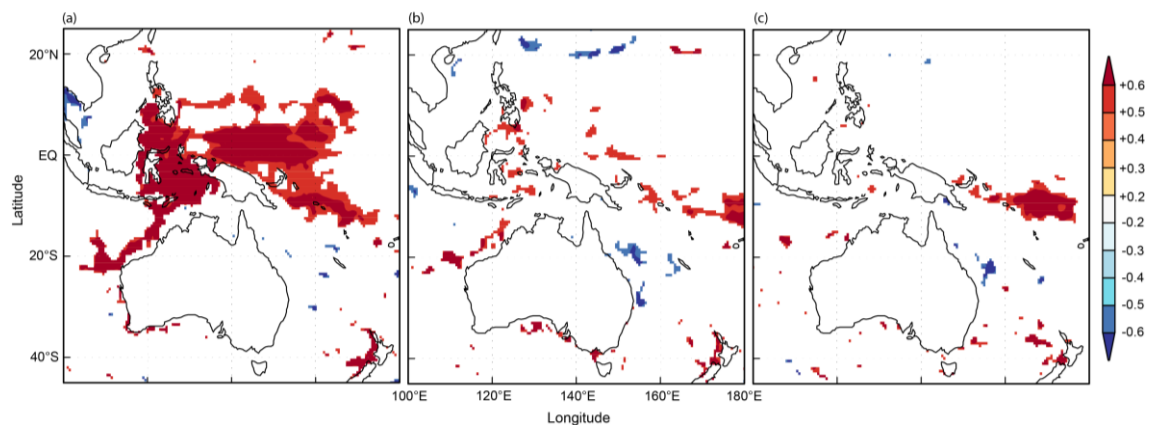 (a)
(b)
(c)
20°N
EQ
20°S
40°S
Latitude
100°E
120°E
140°E
160°E
180°E
Longitude
+0.6
+0.5
+0.4
+0.3
+0.2
-0.2
-0.3
-0.4
-0.5
-0.6